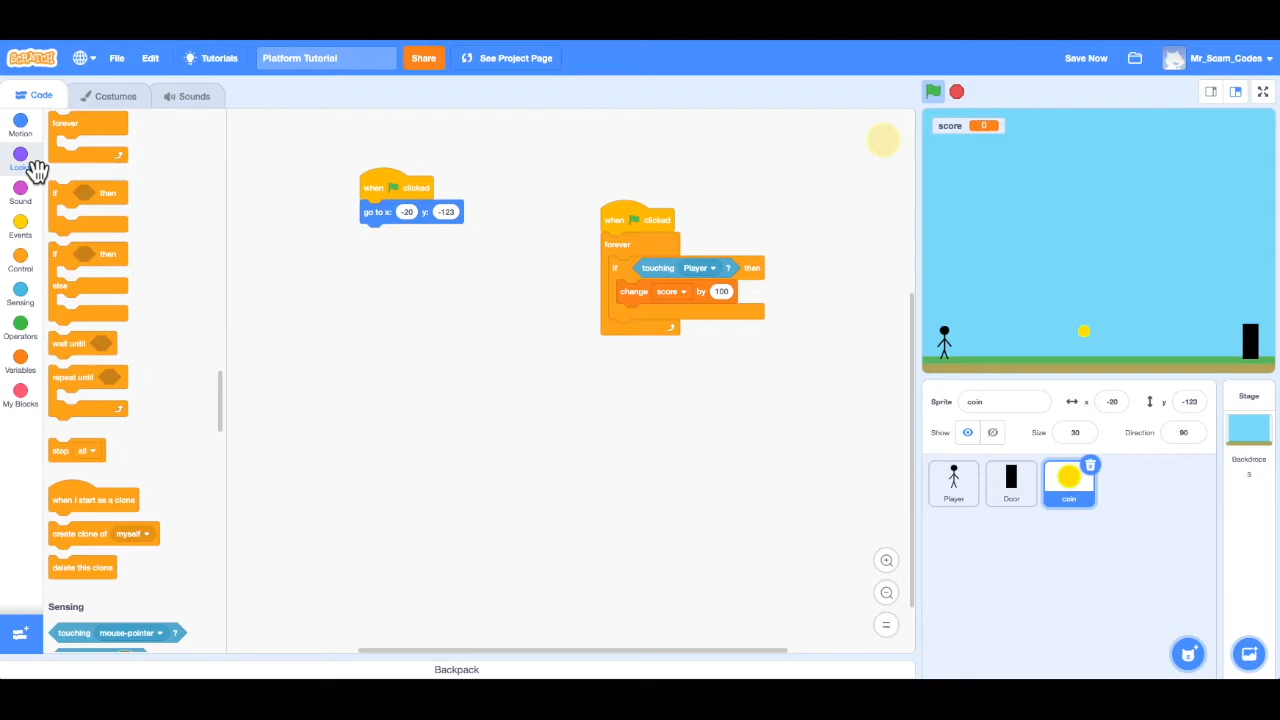 SCRATCH File Edit Tutorials Platform Tutorial Share See Project Page Save Now Mr_Scam_Codes
Code Costumes Sounds
Motion
Looks
Sound
Events
Control
Sensing
Operators
Variables
My Blocks
forever
if then
if then
else
wait until
repeat until
stop all
when I start as a clone
create clone of myself
delete this clone
Sensing
touching mouse-pointer ?
when clicked
go to x: -20 y: -123
when clicked
forever
if touching Player ? then
change score by 100
score 0
Sprite coin x -20 y -123
Show Size 30 Direction 90
Player Door coin
Stage
Backdrops
3
Backpack